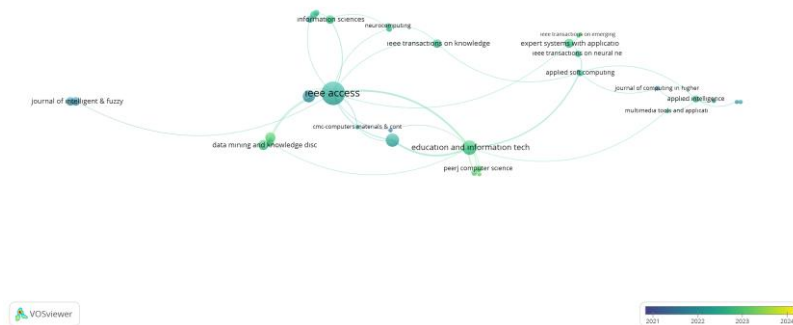 information sciences
neurocomputing
ieee transactions on knowledge
ieee transactions on emerging
expert systems with applicatio
ieee transactions on neural ne
applied soft computing
journal of computing in higher
ieee access
applied intelligence
journal of intelligent & fuzzy
multimedia tools and applicati
cmc-computers materials & cont
data mining and knowledge disc
education and information tech
peerj computer science
VOSviewer
2021 2022 2023 2024